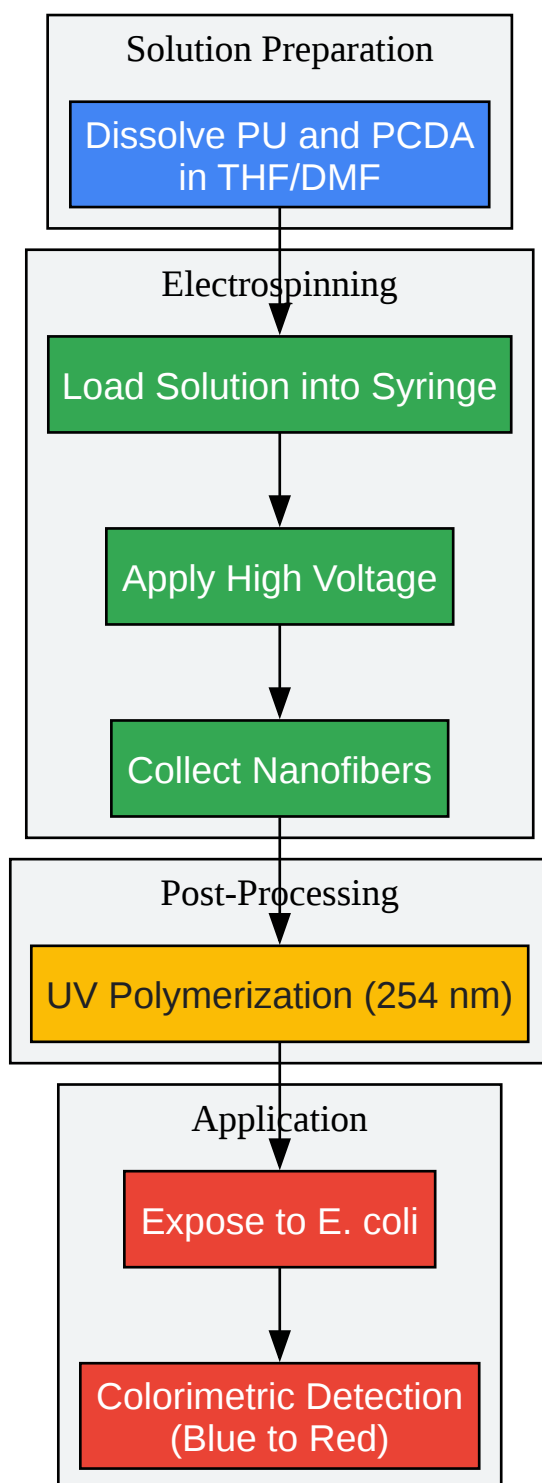 Solution Preparation
Dissolve PU and PCDA
in THF/DMF
Electrospinning
Load Solution into Syringe
Apply High Voltage
Collect Nanofibers
Post-Processing
UV Polymerization (254 nm)
Application
Expose to E. coli
Colorimetric Detection
(Blue to Red)